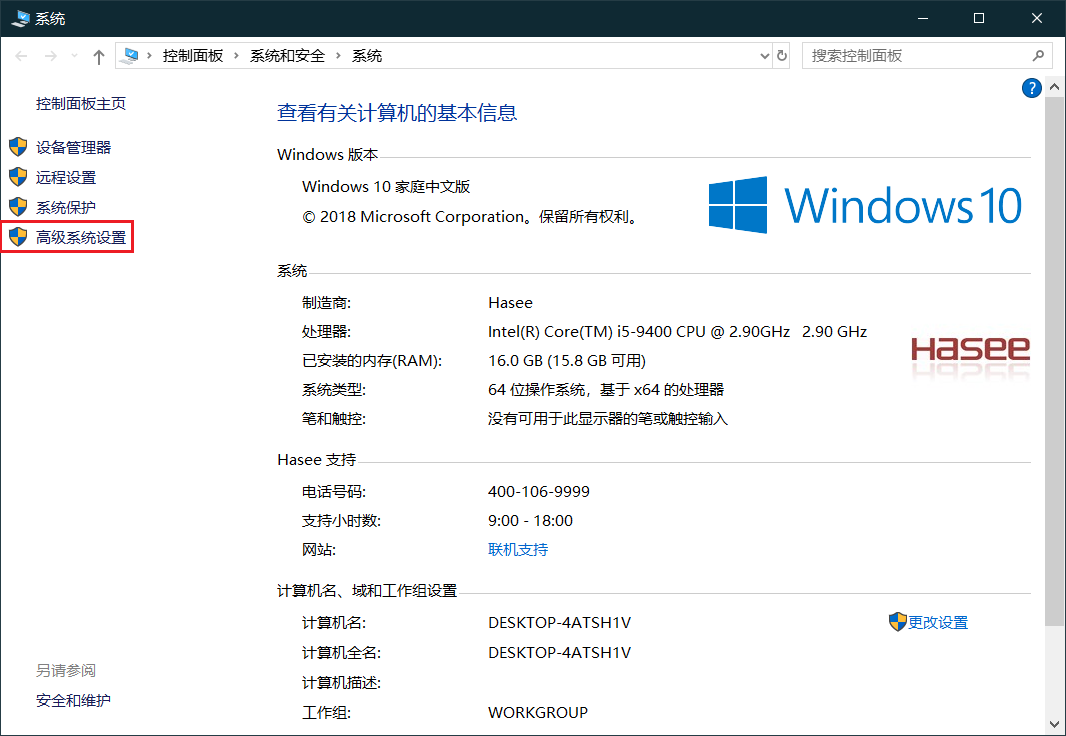 系统
控制面板 › 系统和安全 › 系统
搜索控制面板
控制面板主页
设备管理器
远程设置
系统保护
高级系统设置
另请参阅
安全和维护
?
查看有关计算机的基本信息
Windows 版本
Windows 10 家庭中文版
© 2018 Microsoft Corporation。保留所有权利。
Windows 10
系统
制造商: Hasee
处理器: Intel(R) Core(TM) i5-9400 CPU @ 2.90GHz 2.90 GHz
已安装的内存(RAM): 16.0 GB (15.8 GB 可用)
系统类型: 64 位操作系统，基于 x64 的处理器
笔和触控: 没有可用于此显示器的笔或触控输入
Hasee
Hasee 支持
电话号码: 400-106-9999
支持小时数: 9:00 - 18:00
网站: 联机支持
计算机名、域和工作组设置
计算机名: DESKTOP-4ATSH1V 更改设置
计算机全名: DESKTOP-4ATSH1V
计算机描述:
工作组: WORKGROUP